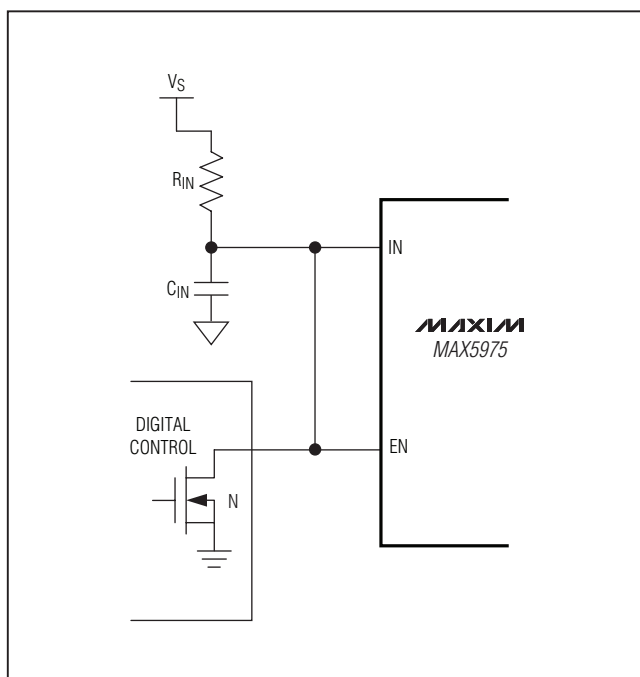 VS
RIN
IN
CIN
MAXIM
MAX5975
DIGITAL
CONTROL
EN
N